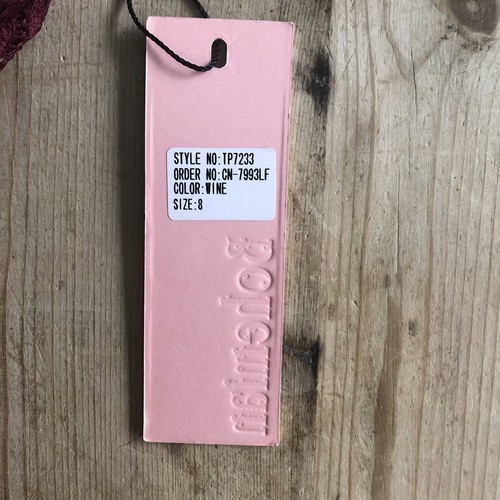 STYLE NO:TP7233
ORDER NO:CN-7993LF
COLOR:WINE
SIZE:8